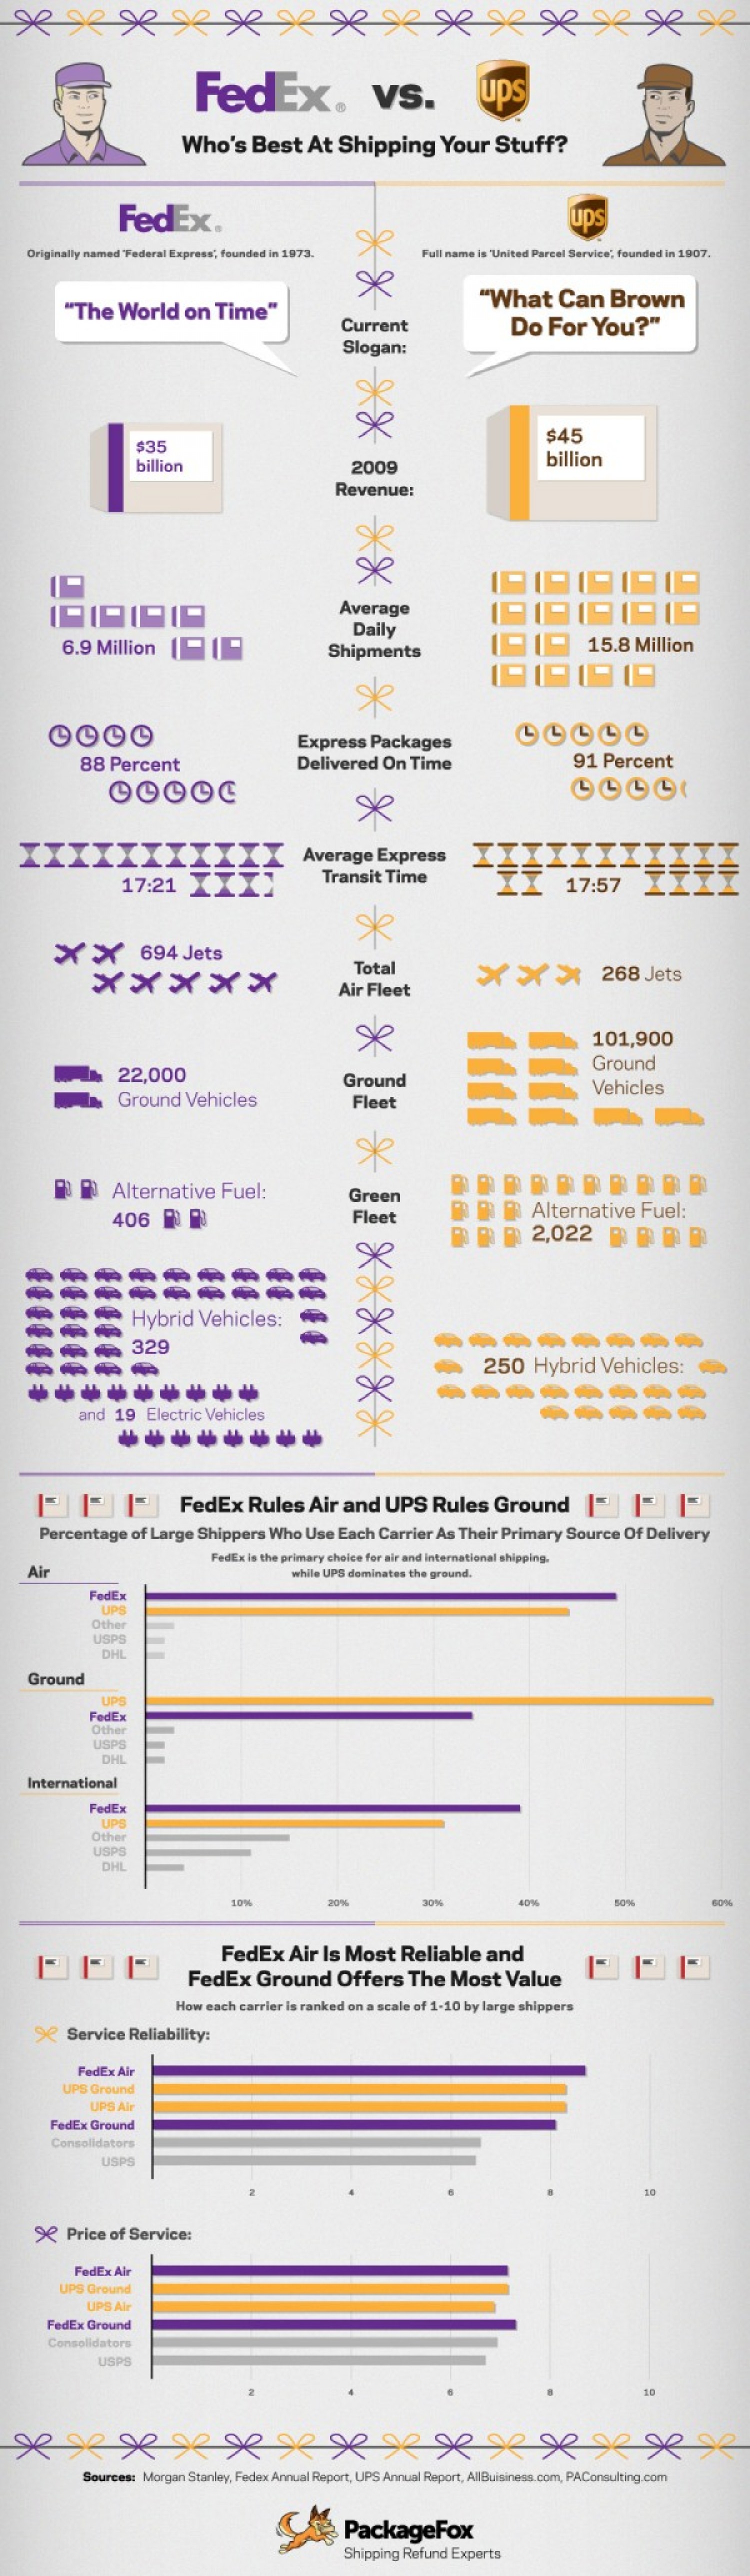 FedEx® vs. ups
Who's Best At Shipping Your Stuff?
FedEx®
Originally named 'Federal Express', founded in 1973.
ups
Full name is 'United Parcel Service', founded in 1907.
"The World on Time"
Current
Slogan:
"What Can Brown
Do For You?"
$35
billion
2009
Revenue:
$45
billion
6.9 Million
Average
Daily
Shipments
15.8 Million
88 Percent
Express Packages
Delivered On Time
91 Percent
17:21
Average Express
Transit Time
17:57
694 Jets
Total
Air Fleet
268 Jets
22,000
Ground Vehicles
Ground
Fleet
101,900
Ground
Vehicles
Alternative Fuel:
406
Green
Fleet
Alternative Fuel:
2,022
Hybrid Vehicles:
329
and 19 Electric Vehicles
250 Hybrid Vehicles:
FedEx Rules Air and UPS Rules Ground
Percentage of Large Shippers Who Use Each Carrier As Their Primary Source Of Delivery
FedEx is the primary choice for air and international shipping,
while UPS dominates the ground.
Air
FedEx
UPS
Other
USPS
DHL
Ground
UPS
FedEx
Other
USPS
DHL
International
FedEx
UPS
Other
USPS
DHL
10% 20% 30% 40% 50% 60%
FedEx Air Is Most Reliable and
FedEx Ground Offers The Most Value
How each carrier is ranked on a scale of 1-10 by large shippers
Service Reliability:
FedEx Air
UPS Ground
UPS Air
FedEx Ground
Consolidators
USPS
2 4 6 8 10
Price of Service:
FedEx Air
UPS Ground
UPS Air
FedEx Ground
Consolidators
USPS
2 4 6 8 10
Sources: Morgan Stanley, Fedex Annual Report, UPS Annual Report, AllBuisiness.com, PAConsulting.com
PackageFox
Shipping Refund Experts